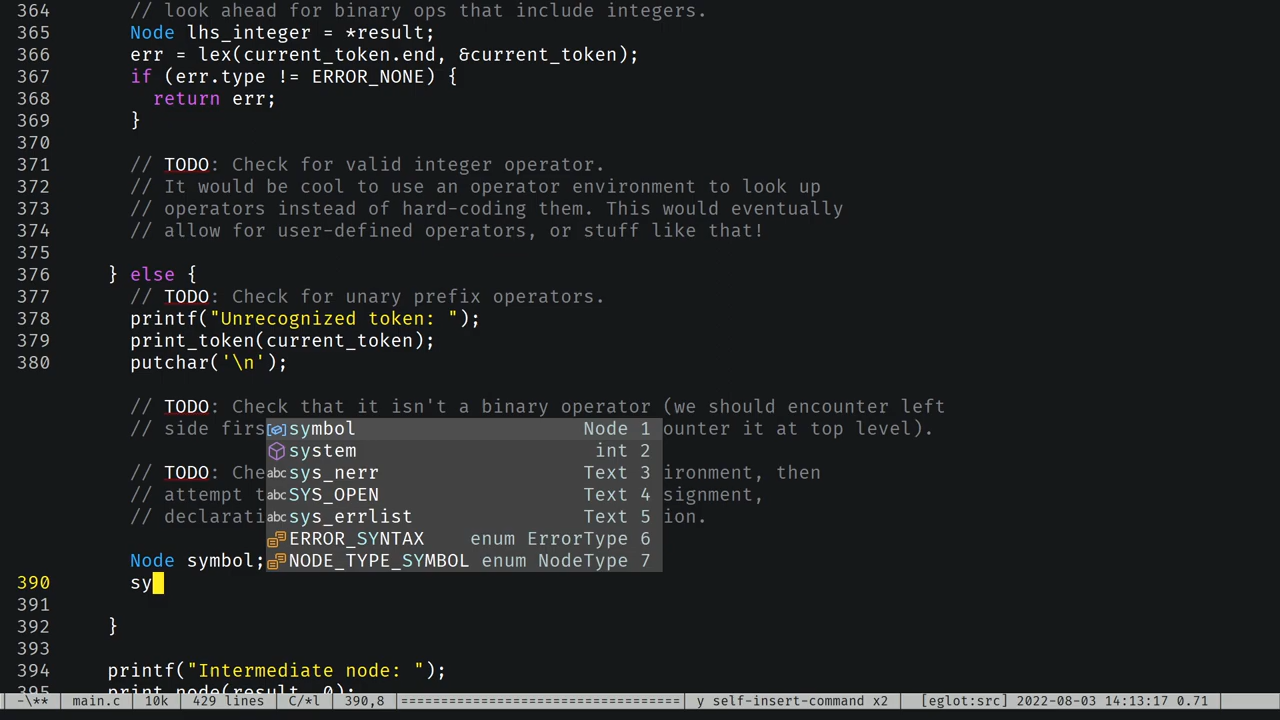 364 // look ahead for binary ops that include integers.
365 Node lhs_integer = *result;
366 err = lex(current_token.end, &current_token);
367 if (err.type != ERROR_NONE) {
368 return err;
369 }
370
371 // TODO: Check for valid integer operator.
372 // It would be cool to use an operator environment to look up
373 // operators instead of hard-coding them. This would eventually
374 // allow for user-defined operators, or stuff like that!
375
376 } else {
377 // TODO: Check for unary prefix operators.
378 printf("Unrecognized token: ");
379 print_token(current_token);
380 putchar('\n');
// TODO: Check that it isn't a binary operator (we should encounter left
// side firs symbol Node 1 ounter it at top level).
system int 2
// TODO: Che sys_nerr Text 3 ironment, then
// attempt t SYS_OPEN Text 4 signment,
// declarati sys_errlist Text 5 on.
ERROR_SYNTAX enum ErrorType 6
Node symbol; NODE_TYPE_SYMBOL enum NodeType 7
390 sy
391
392 }
393
394 printf("Intermediate node: ");
395 print_node(result, 0);
-\** main.c 10k 429 lines C/*l 390,8 ================================= y self-insert-command x2 [eglot:src] 2022-08-03 14:13:17 0.71